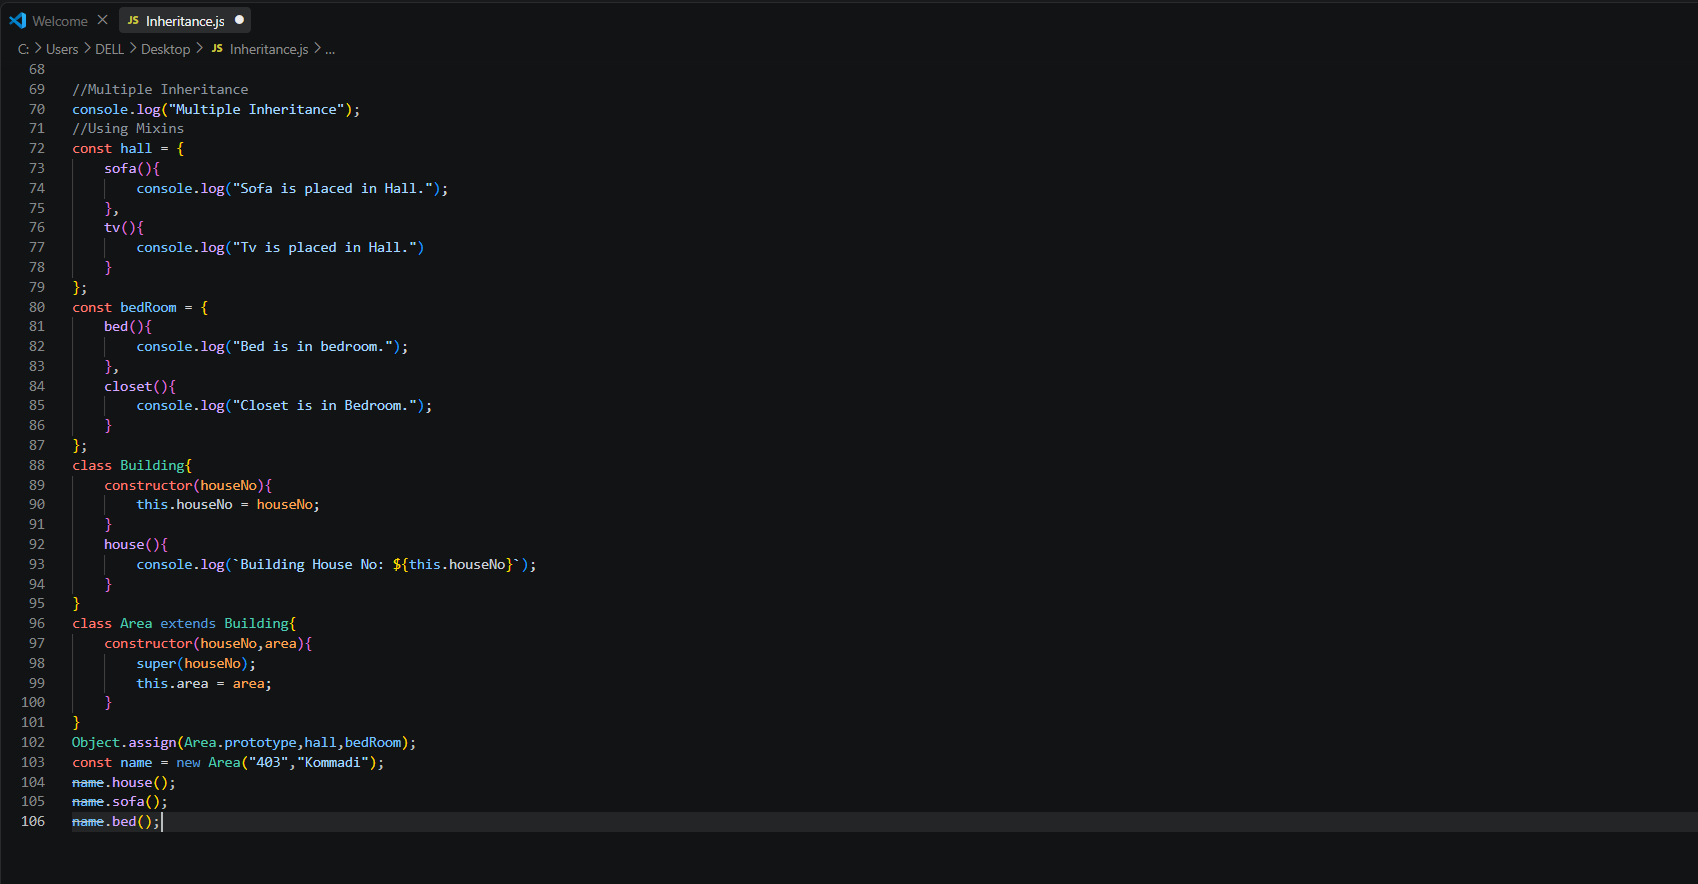 Welcome
JS Inheritance.js
C: > Users > DELL > Desktop > JS Inheritance.js > ...
68
69 //Multiple Inheritance
70 console.log("Multiple Inheritance");
71 //Using Mixins
72 const hall = {
73     sofa(){
74         console.log("Sofa is placed in Hall.");
75     },
76     tv(){
77         console.log("Tv is placed in Hall.")
78     }
79 };
80 const bedRoom = {
81     bed(){
82         console.log("Bed is in bedroom.");
83     },
84     closet(){
85         console.log("Closet is in Bedroom.");
86     }
87 };
88 class Building{
89     constructor(houseNo){
90         this.houseNo = houseNo;
91     }
92     house(){
93         console.log(`Building House No: ${this.houseNo}`);
94     }
95 }
96 class Area extends Building{
97     constructor(houseNo,area){
98         super(houseNo);
99         this.area = area;
100     }
101 }
102 Object.assign(Area.prototype,hall,bedRoom);
103 const name = new Area("403","Kommadi");
104 name.house();
105 name.sofa();
106 name.bed();